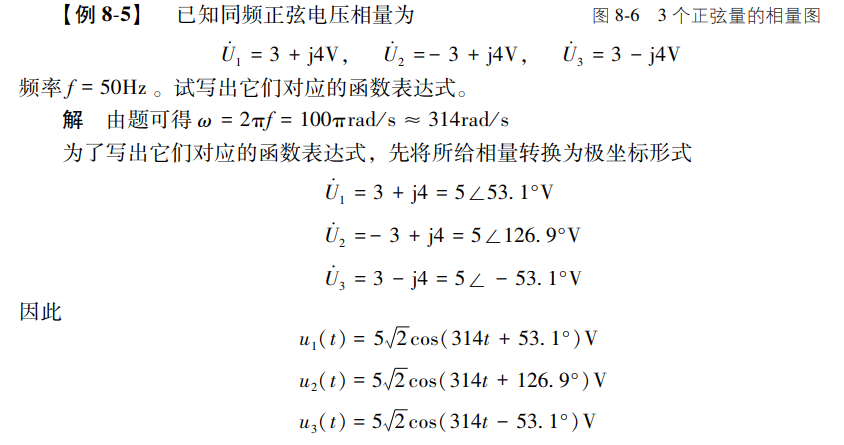 【例 8-5】 已知同频正弦电压相量为
图 8-6 3 个正弦量的相量图
U̇₁ = 3 + j4V, U̇₂ =− 3 + j4V, U̇₃ = 3 − j4V
频率 f = 50Hz 。试写出它们对应的函数表达式。
解 由题可得 ω = 2πf = 100πrad/s ≈ 314rad/s
为了写出它们对应的函数表达式，先将所给相量转换为极坐标形式
U̇₁ = 3 + j4 = 5∠53.1°V
U̇₂ =− 3 + j4 = 5∠126.9°V
U̇₃ = 3 − j4 = 5∠ − 53.1°V
因此
u₁(t) = 5√2cos(314t + 53.1°)V
u₂(t) = 5√2cos(314t + 126.9°)V
u₃(t) = 5√2cos(314t − 53.1°)V